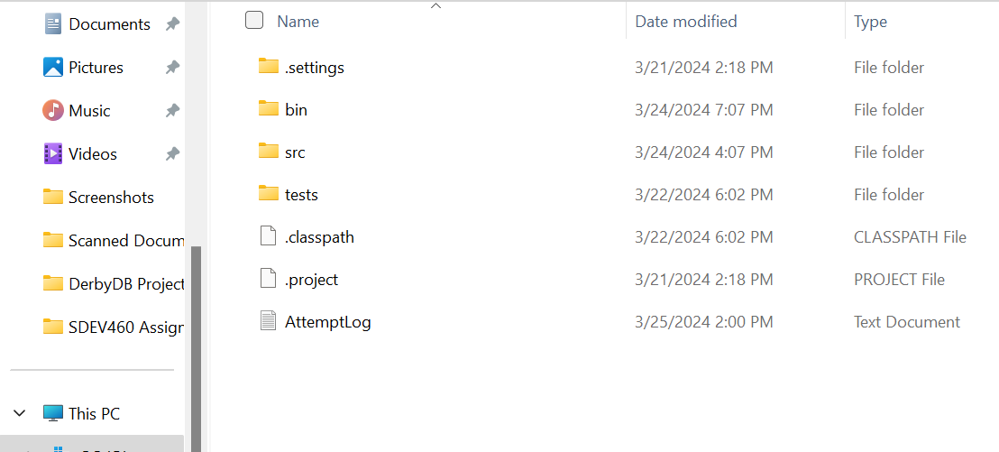 Documents
Pictures
Music
Videos
Screenshots
Scanned Docum
DerbyDB Project
SDEV460 Assigr
This PC
Name Date modified Type
.settings 3/21/2024 2:18 PM File folder
bin 3/24/2024 7:07 PM File folder
src 3/24/2024 4:07 PM File folder
tests 3/22/2024 6:02 PM File folder
.classpath 3/22/2024 6:02 PM CLASSPATH File
.project 3/21/2024 2:18 PM PROJECT File
AttemptLog 3/25/2024 2:00 PM Text Document